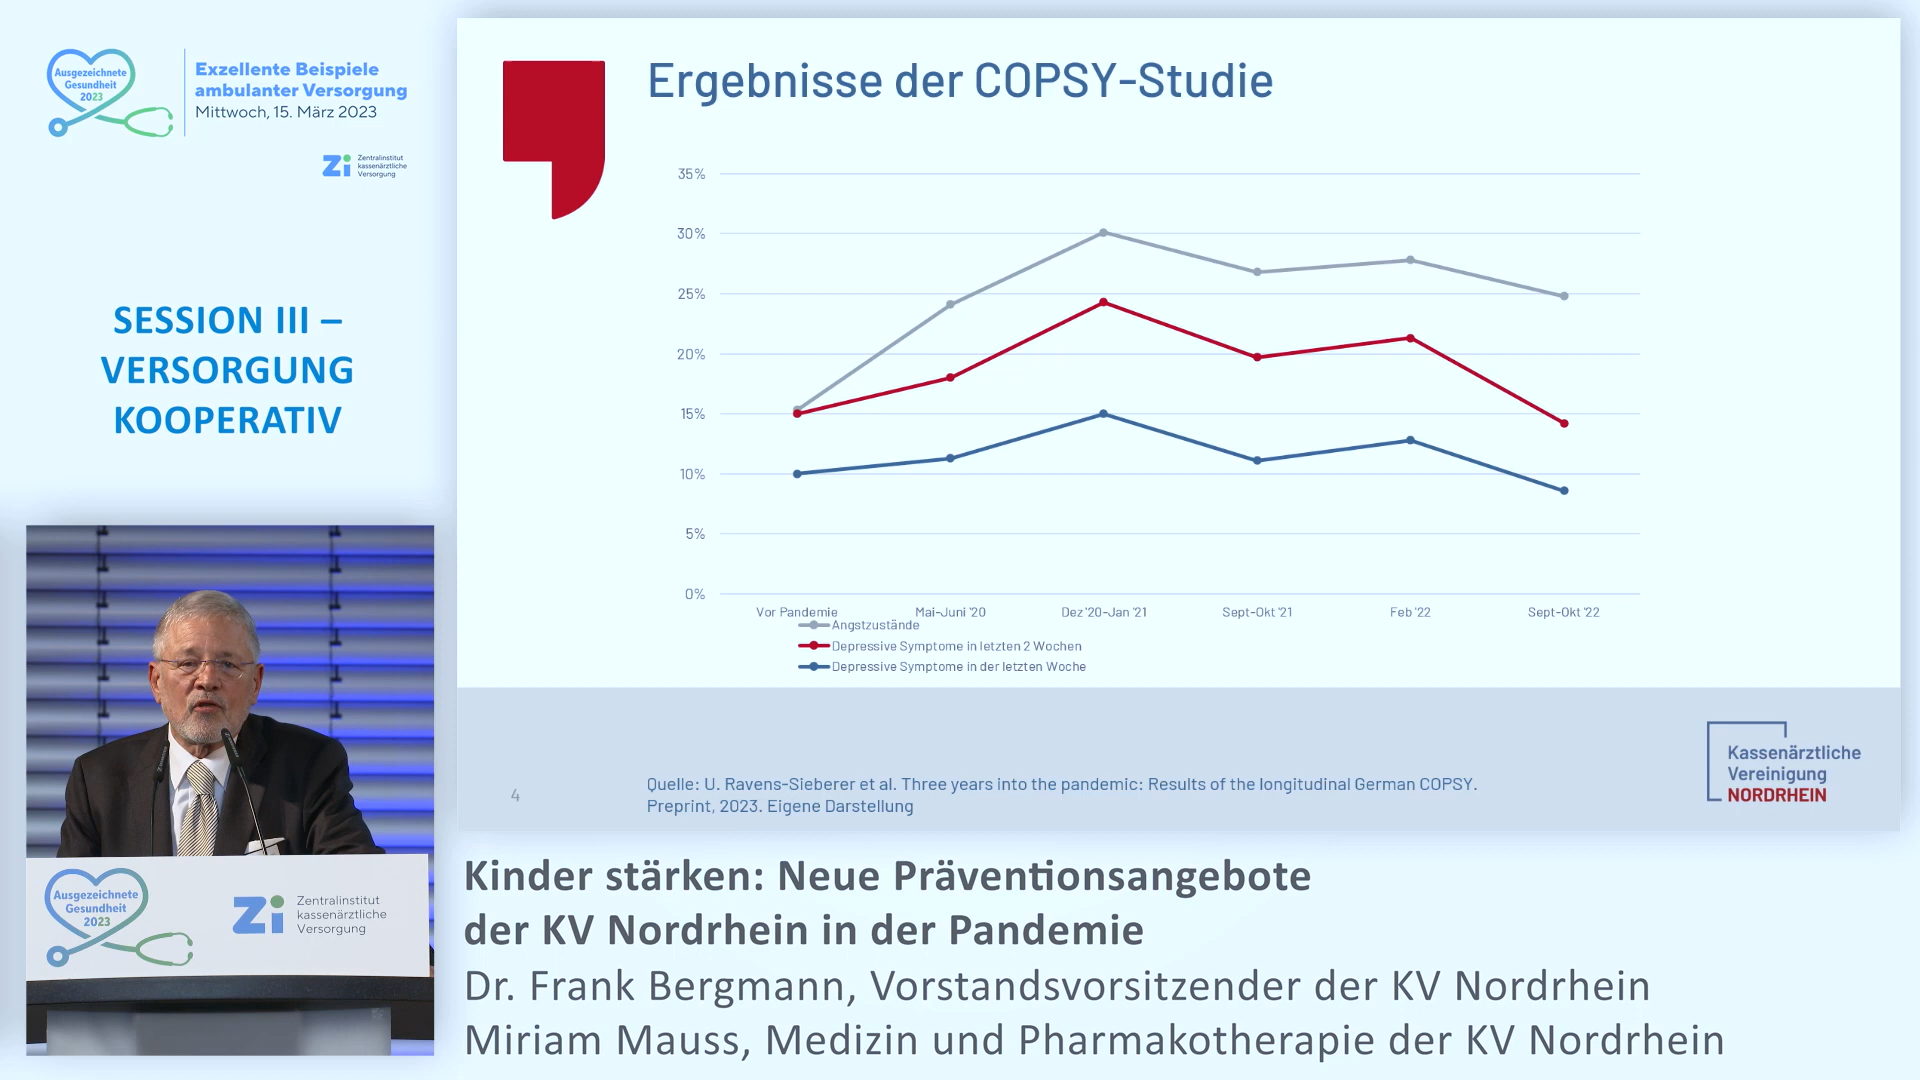 Ausgezeichnete
Gesundheit
2023
Exzellente Beispiele
ambulanter Versorgung
Mittwoch, 15. März 2023
Zi
Zentralinstitut
kassenärztliche
Versorgung
SESSION III –
VERSORGUNG
KOOPERATIV
Ergebnisse der COPSY-Studie
35%
30%
25%
20%
15%
10%
5%
0%
Vor Pandemie Mai-Juni '20 Dez '20-Jan '21 Sept-Okt '21 Feb '22 Sept-Okt '22
Angstzustände
Depressive Symptome in letzten 2 Wochen
Depressive Symptome in der letzten Woche
4
Quelle: U. Ravens-Sieberer et al. Three years into the pandemic: Results of the longitudinal German COPSY.
Preprint, 2023. Eigene Darstellung
Kassenärztliche
Vereinigung
NORDRHEIN
Ausgezeichnete
Gesundheit
2023
Zi
Zentralinstitut
kassenärztliche
Versorgung
Kinder stärken: Neue Präventionsangebote
der KV Nordrhein in der Pandemie
Dr. Frank Bergmann, Vorstandsvorsitzender der KV Nordrhein
Miriam Mauss, Medizin und Pharmakotherapie der KV Nordrhein